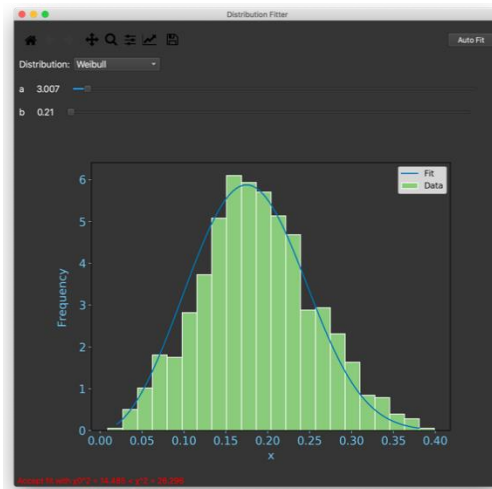 Distribution Fitter
Auto Fit
Distribution: Weibull
a 3.007
b 0.21
Fit
Data
Frequency
6
5
4
3
2
1
0
0.00 0.05 0.10 0.15 0.20 0.25 0.30 0.35 0.40
x